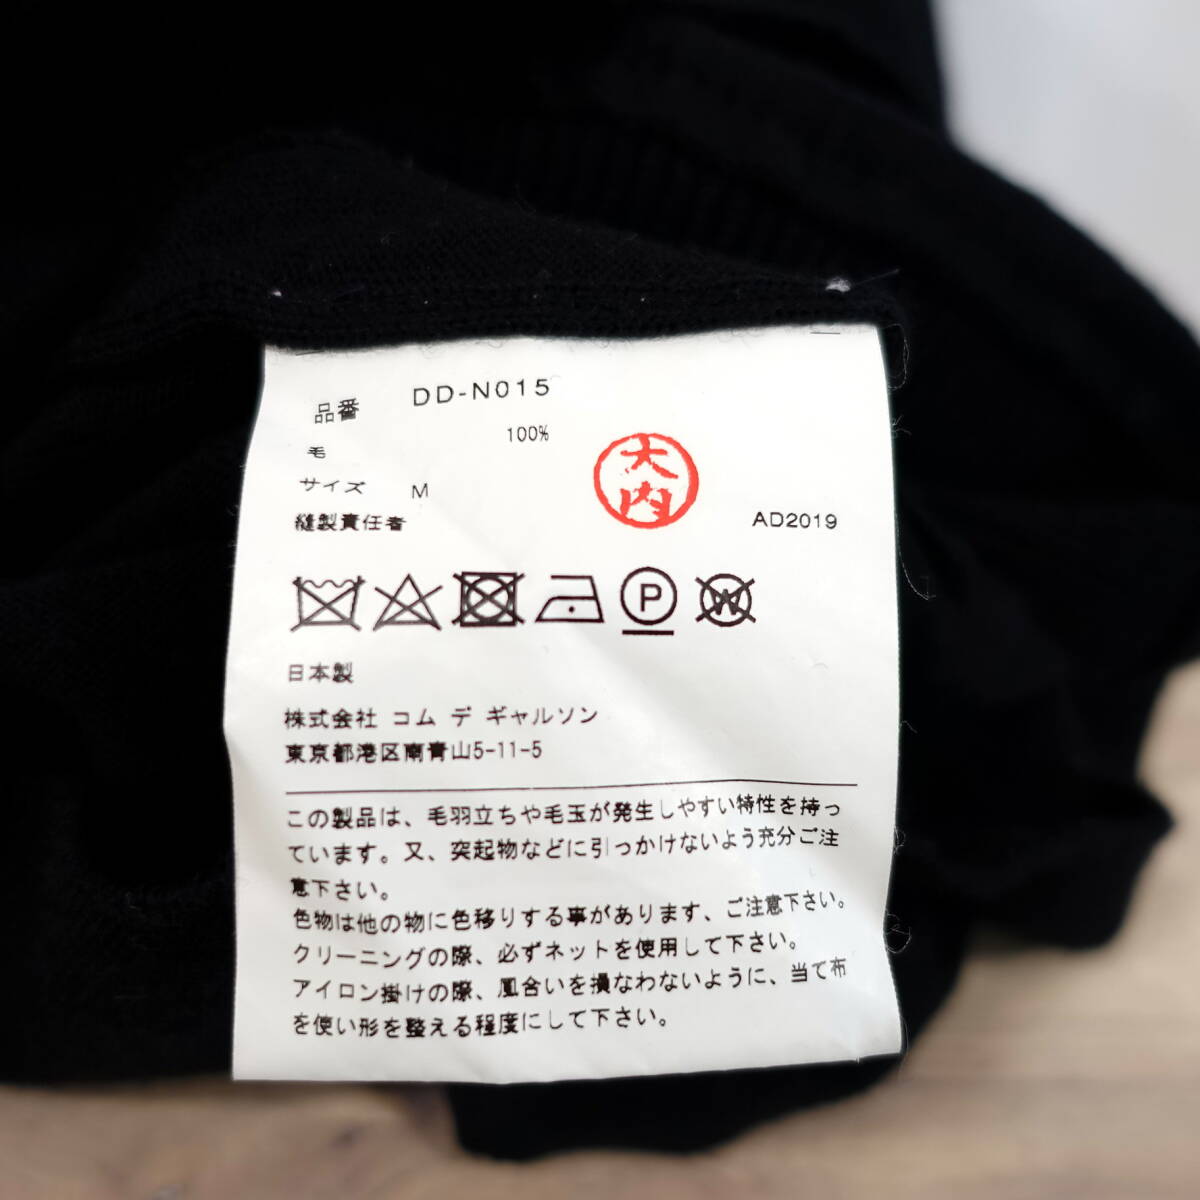 品番 DD-N015
毛 100%
サイズ M
縫製責任者
大内
AD2019
P
W
日本製
株式会社 コム デ ギャルソン
東京都港区南青山5-11-5
この製品は、毛羽立ちや毛玉が発生しやすい特性を持っ
ています。又、突起物などに引っかけないよう充分ご注
意下さい。
色物は他の物に色移りする事があります、ご注意下さい。
クリーニングの際、必ずネットを使用して下さい。
アイロン掛けの際、風合いを損なわないように、当て布
を使い形を整える程度にして下さい。